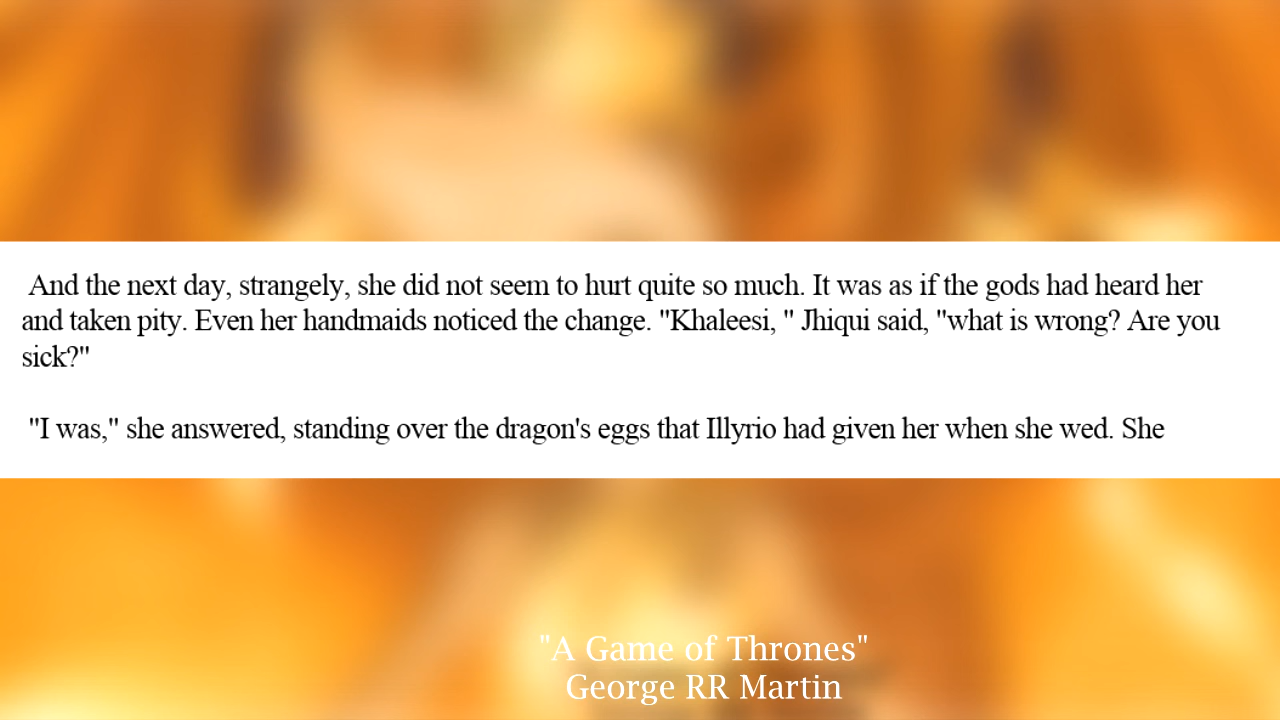 And the next day, strangely, she did not seem to hurt quite so much. It was as if the gods had heard her
and taken pity. Even her handmaids noticed the change. "Khaleesi, " Jhiqui said, "what is wrong? Are you
sick?"
"I was," she answered, standing over the dragon's eggs that Illyrio had given her when she wed. She
"A Game of Thrones"
George RR Martin